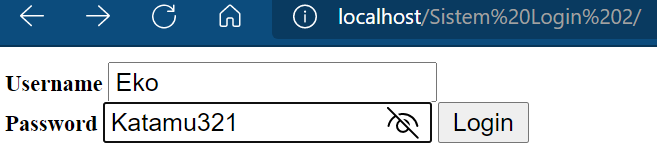 localhost/Sistem%20Login%202/
Username Eko
Password Katamu321 Login